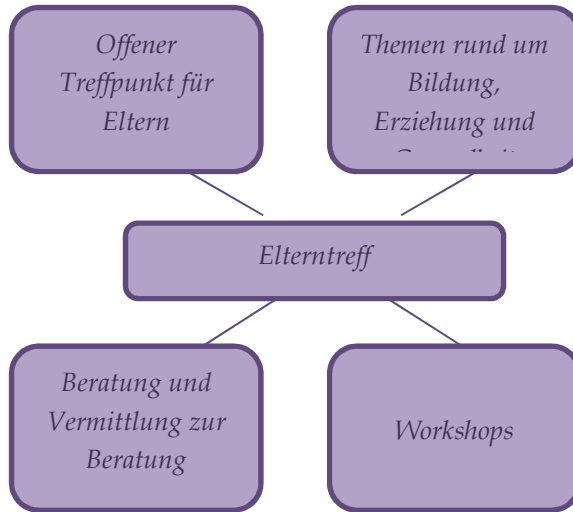 Offener
Treffpunkt für
Eltern
Themen rund um
Bildung,
Erziehung und
Elterntreff
Beratung und
Vermittlung zur
Beratung
Workshops